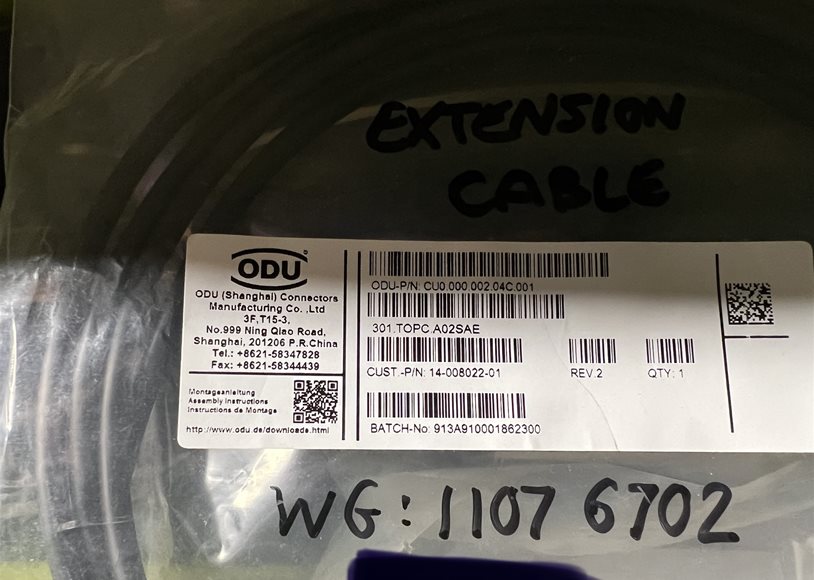 EXTENSION
CABLE
ODU
ODU (Shanghai) Connectors
Manufacturing Co. ,Ltd
3F,T15-3,
No.999 Ning Qiao Road,
Shanghai, 201206 P.R.China
Tel.: +8621-58347828
Fax: +8621-58344439
Montageanleitung
Assembly Instructions
Instructions de Montage
http://www.odu.de/downloads.html
ODU-P/N: CU0.000.002.04C.001
301.TOPC.A02SAE
CUST.-P/N: 14-008022-01 REV.2 QTY: 1
BATCH-No: 913A910001862300
WG: 1107 6702